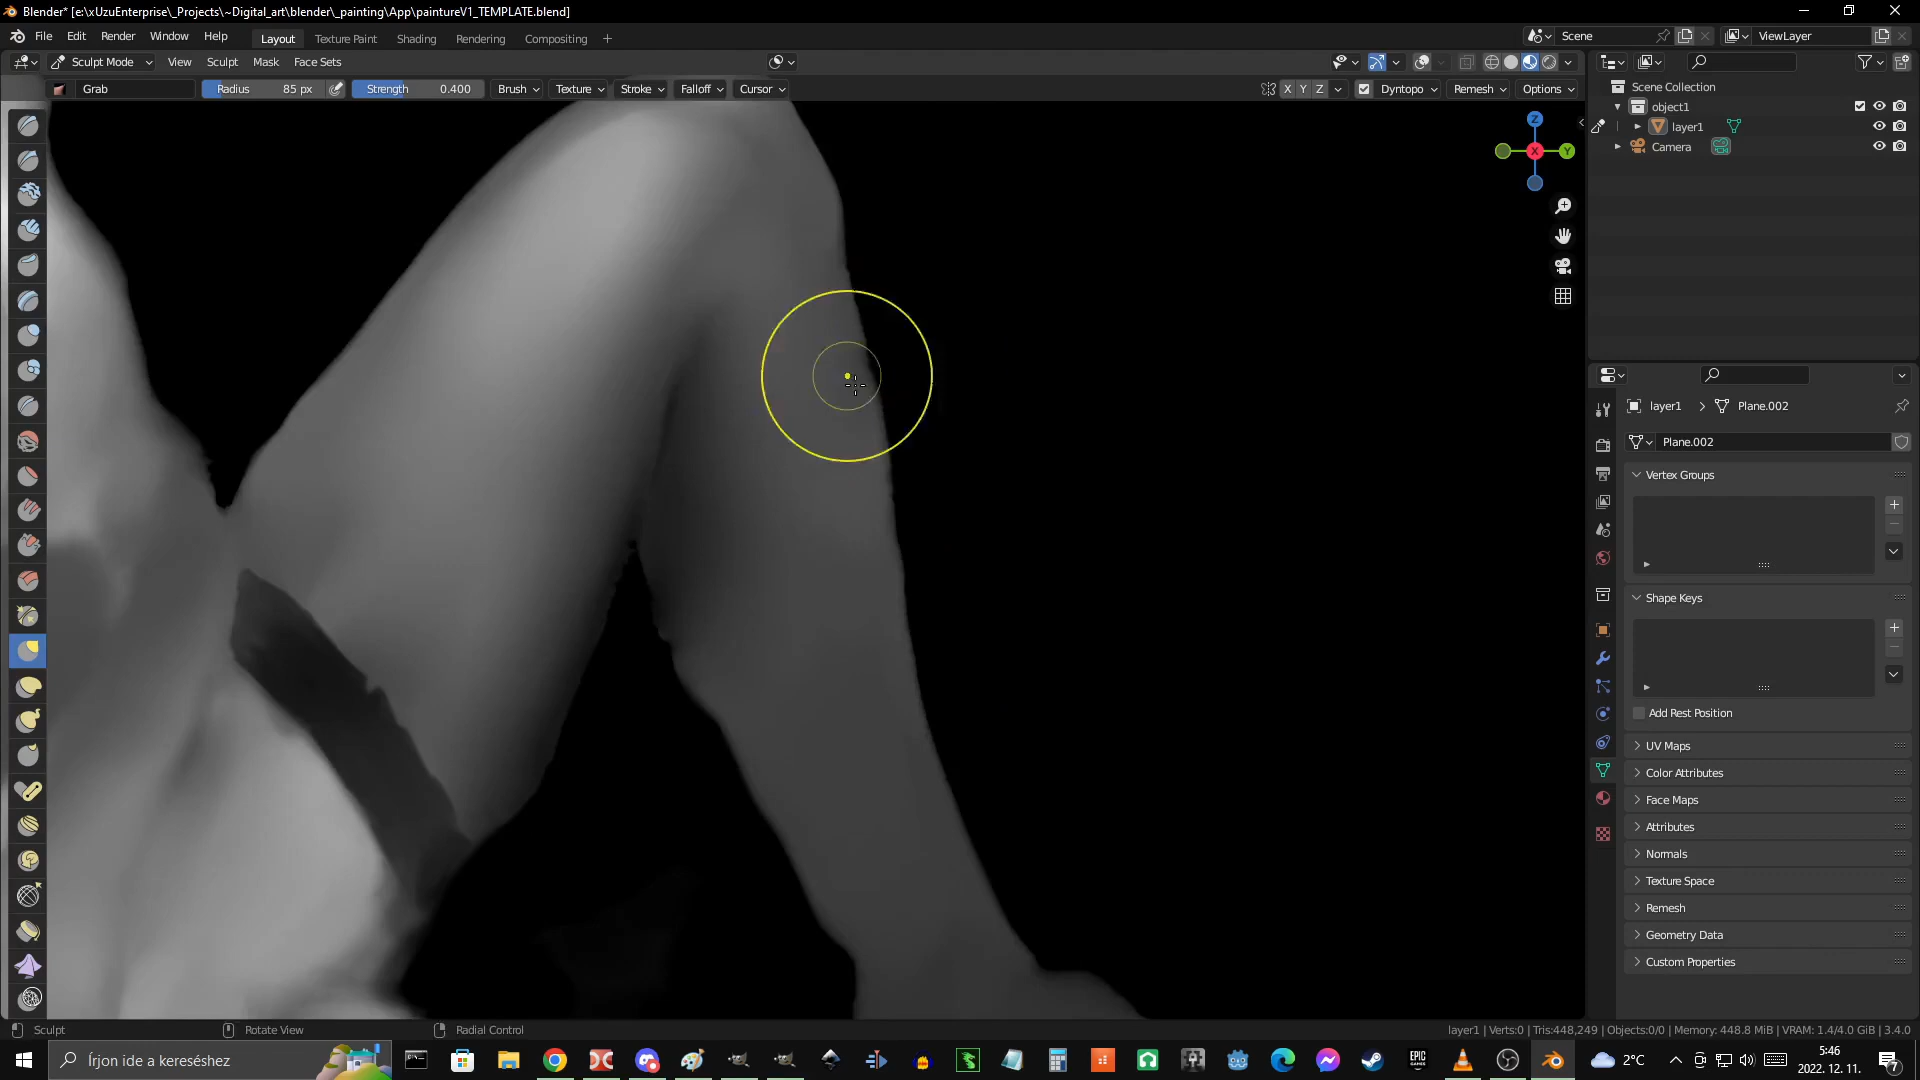 Blender* [e:\xUzuEnterprise\_Projects\~Digital_art\blender\_painting\App\paintureV1_TEMPLATE.blend]
File Edit Render Window Help Layout Texture Paint Shading Rendering Compositing + Scene ViewLayer
Sculpt Mode View Sculpt Mask Face Sets
Grab Radius 85 px Strength 0.400 Brush Texture Stroke Falloff Cursor X Y Z Dyntopo Remesh Options
Scene Collection
object1
layer1
Camera
Z
X Y
layer1 > Plane.002
Plane.002
Vertex Groups
Shape Keys
Add Rest Position
UV Maps
Color Attributes
Face Maps
Attributes
Normals
Texture Space
Remesh
Geometry Data
Custom Properties
Sculpt Rotate View Radial Control layer1 | Verts:0 | Tris:448,249 | Objects:0/0 | Memory: 448.8 MiB | VRAM: 1.4/4.0 GiB | 3.4.0
Írjon ide a kereséshez
EPIC GAMES
2°C
5:46
2022. 12. 11.
7